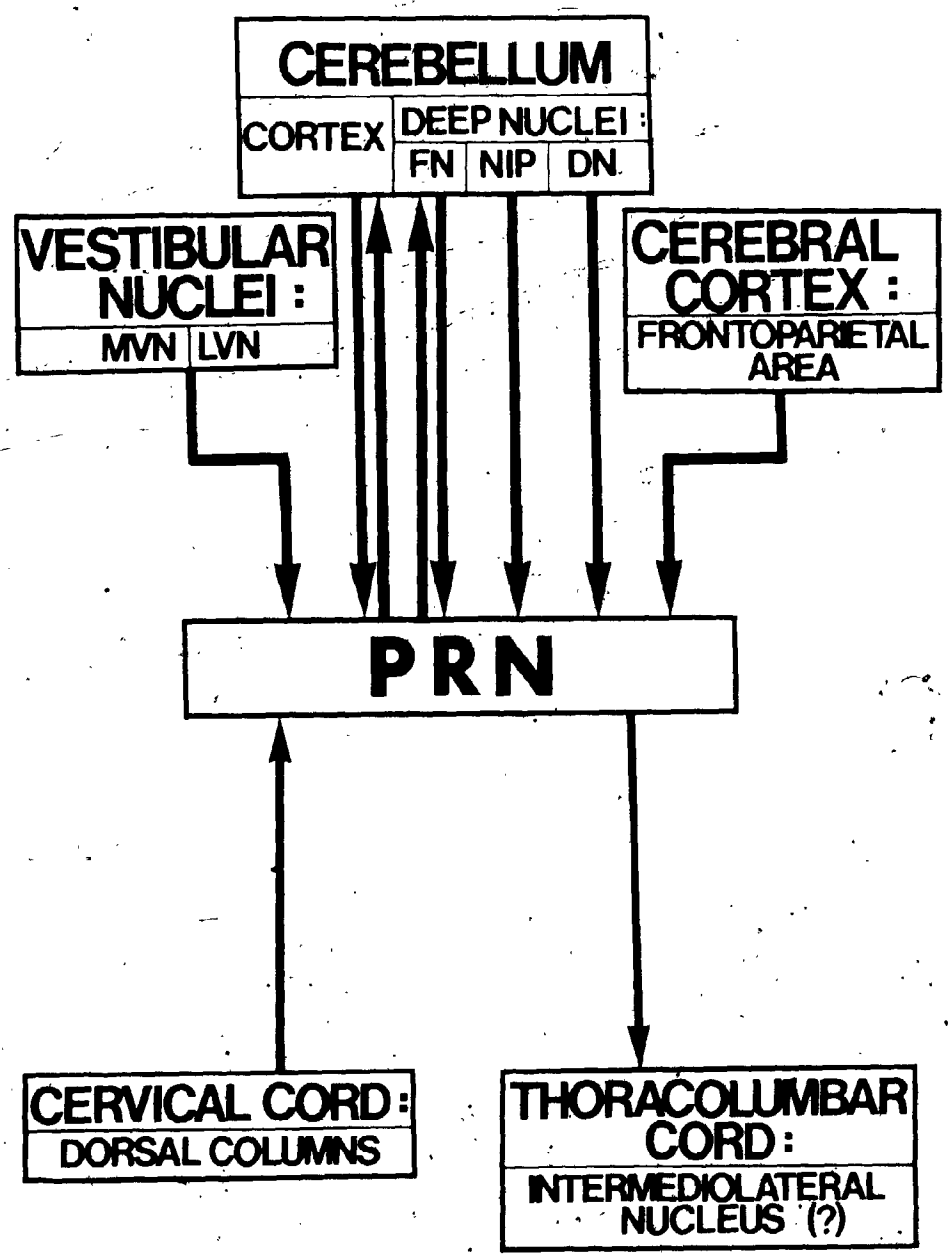 CEREBELLUM
CORTEX
DEEP NUCLEI :
FN NIP DN
VESTIBULAR
NUCLEI :
MVN LVN
CEREBRAL
CORTEX :
FRONTOPARIETAL
AREA
PRN
CERVICAL CORD :
DORSAL COLUMNS
THORACOLUMBAR
CORD :
INTERMEDIOLATERAL
NUCLEUS (?)